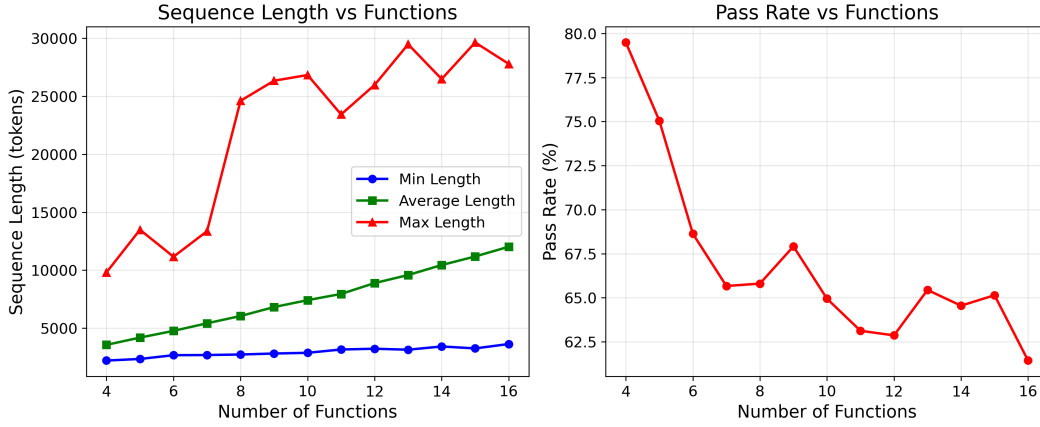 Sequence Length vs Functions
30000
25000
20000
15000
10000
5000
Sequence Length (tokens)
Min Length
Average Length
Max Length
4 6 8 10 12 14 16
Number of Functions
Pass Rate vs Functions
80.0
77.5
75.0
72.5
70.0
67.5
65.0
62.5
Pass Rate (%)
4 6 8 10 12 14 16
Number of Functions